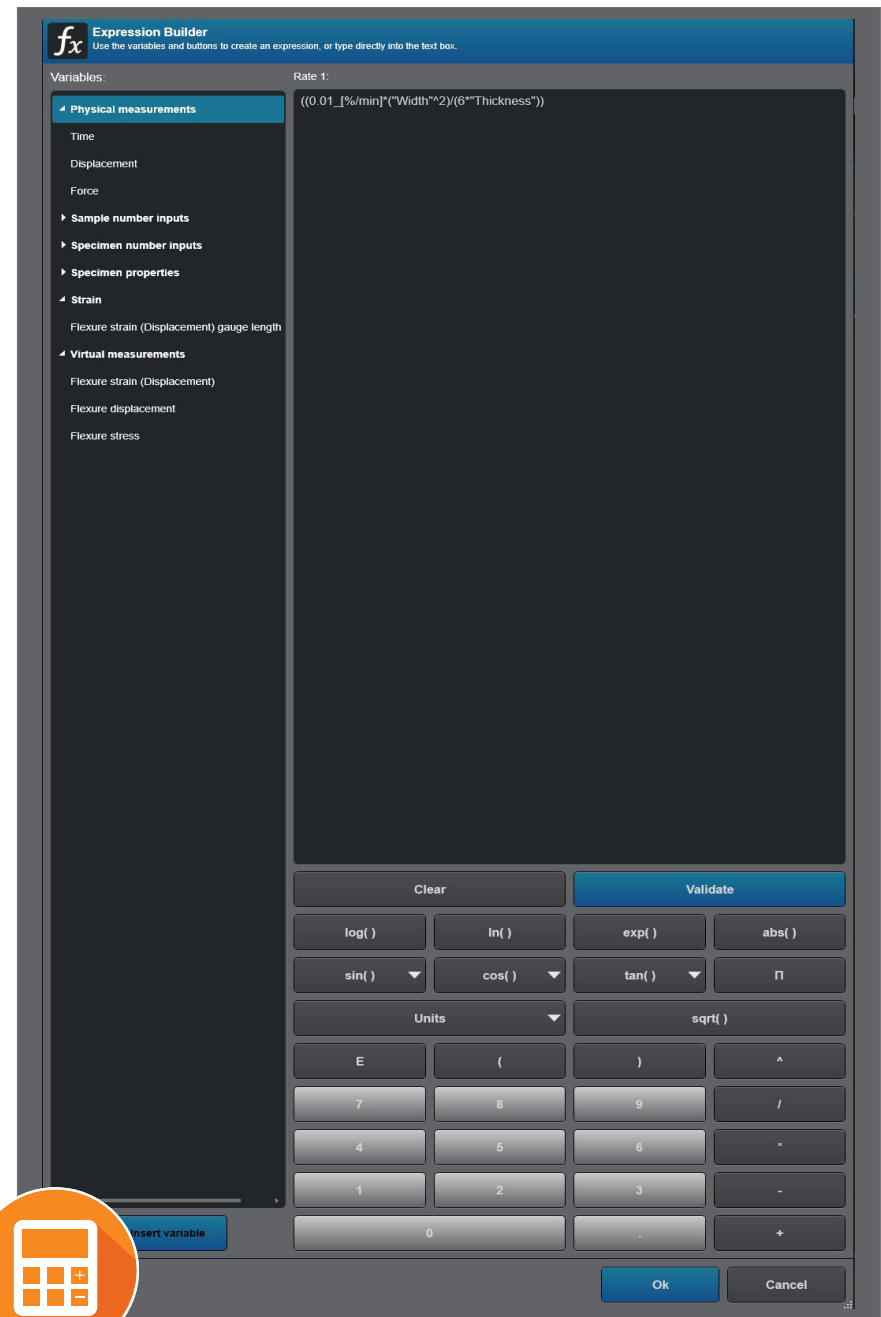 fx
Expression Builder
Use the variables and buttons to create an expression, or type directly into the text box.
Variables:
Rate 1:
Physical measurements
Time
Displacement
Force
Sample number inputs
Specimen number inputs
Specimen properties
Strain
Flexure strain (Displacement) gauge length
Virtual measurements
Flexure strain (Displacement)
Flexure displacement
Flexure stress
((0.01_[%/min]*("Width"^2)/(6*"Thickness"))
Clear Validate
log( ) ln( ) exp( ) abs( )
sin( ) cos( ) tan( ) Π
Units sqrt( )
E ( ) ^
7 8 9 /
4 5 6 *
1 2 3 -
Insert variable
0 . +
Ok Cancel